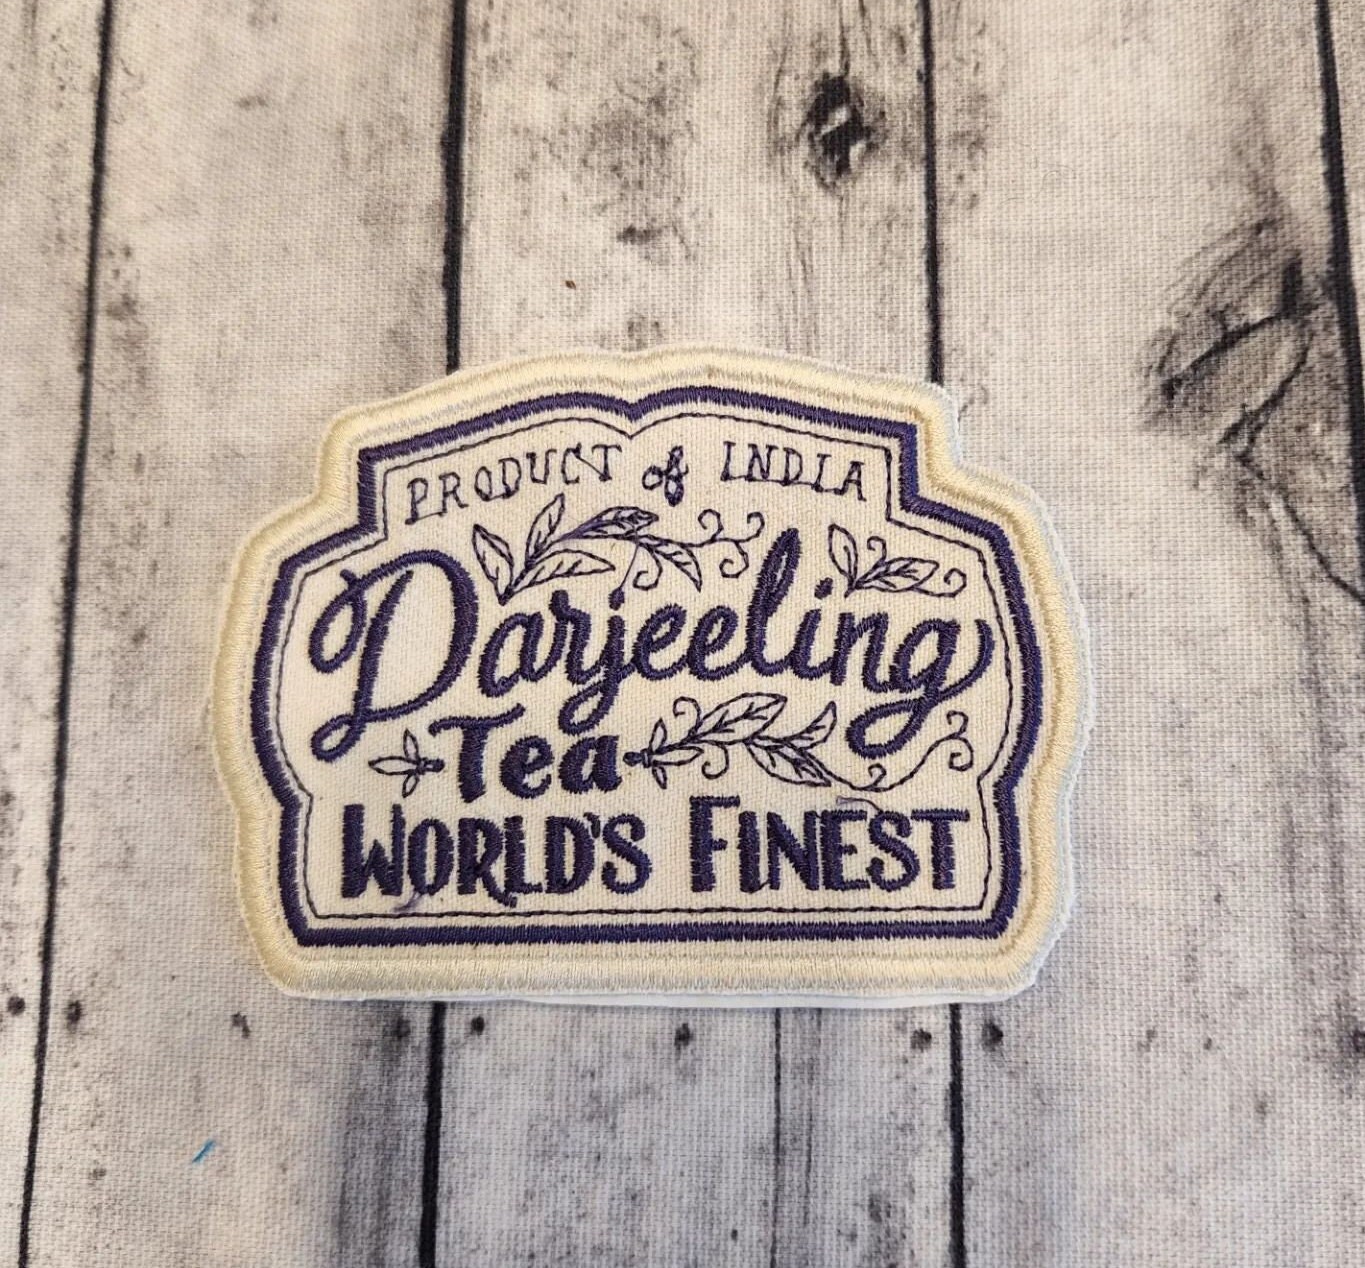 PRODUCT of INDIA
Darjeeling
Tea
WORLD'S FINEST